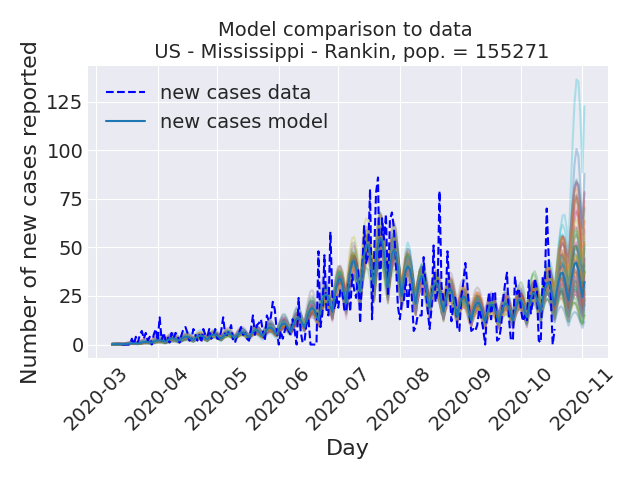 Model comparison to data
US - Mississippi - Rankin, pop. = 155271
new cases data
new cases model
Number of new cases reported
125
100
75
50
25
0
2020-03
2020-04
2020-05
2020-06
2020-07
2020-08
2020-09
2020-10
2020-11
Day